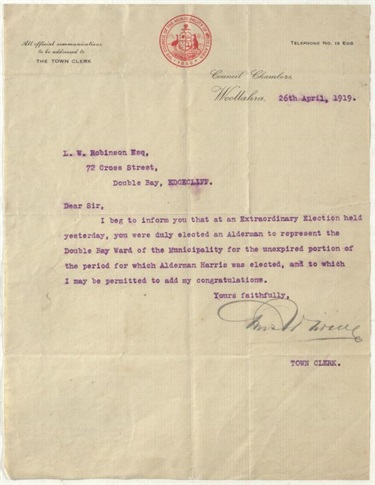 All official communications
to be addressed to
THE TOWN CLERK
TELEPHONE NO. 18 EDG
Council Chambers,
Woollahra, 26th April, 1919.
L. W. Robinson Esq,
72 Cross Street,
Double Bay, EDGECLIFF.
Dear Sir,
I beg to inform you that at an Extraordinary Election held
yesterday, you were duly elected an Alderman to represent the
Double Bay Ward of the Municipality for the unexpired portion of
the period for which Alderman Harris was elected, and to which
I may be permitted to add my congratulations.
Yours faithfully,
TOWN CLERK.